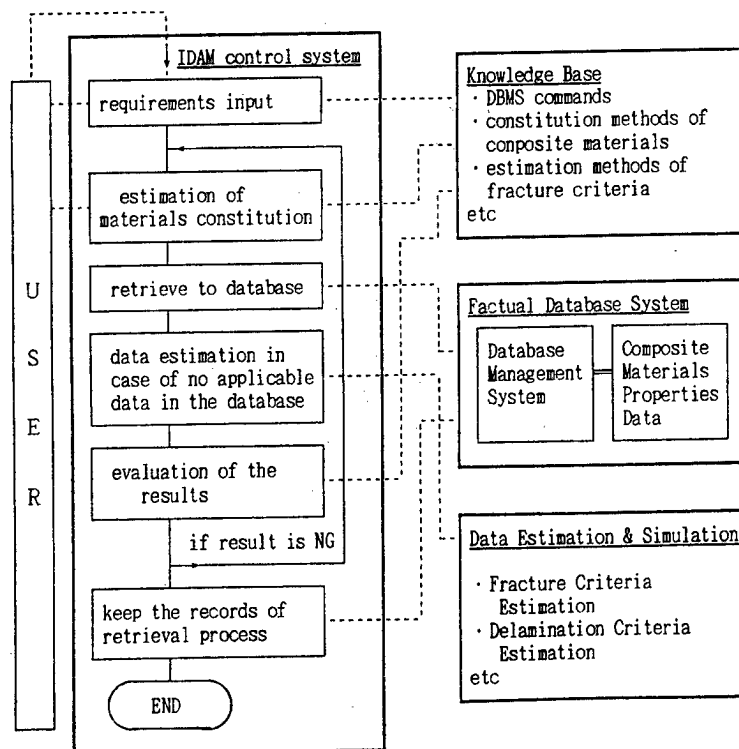 IDAM control system
requirements input
estimation of
materials constitution
retrieve to database
data estimation in
case of no applicable
data in the database
evaluation of the
results
if result is NG
keep the records of
retrieval process
END
U
S
E
R
Knowledge Base
・DBMS commands
・constitution methods of
conposite materials
・estimation methods of
fracture criteria
etc
Factual Database System
Database
Management
System
Composite
Materials
Properties
Data
Data Estimation & Simulation
・Fracture Criteria
Estimation
・Delamination Criteria
Estimation
etc